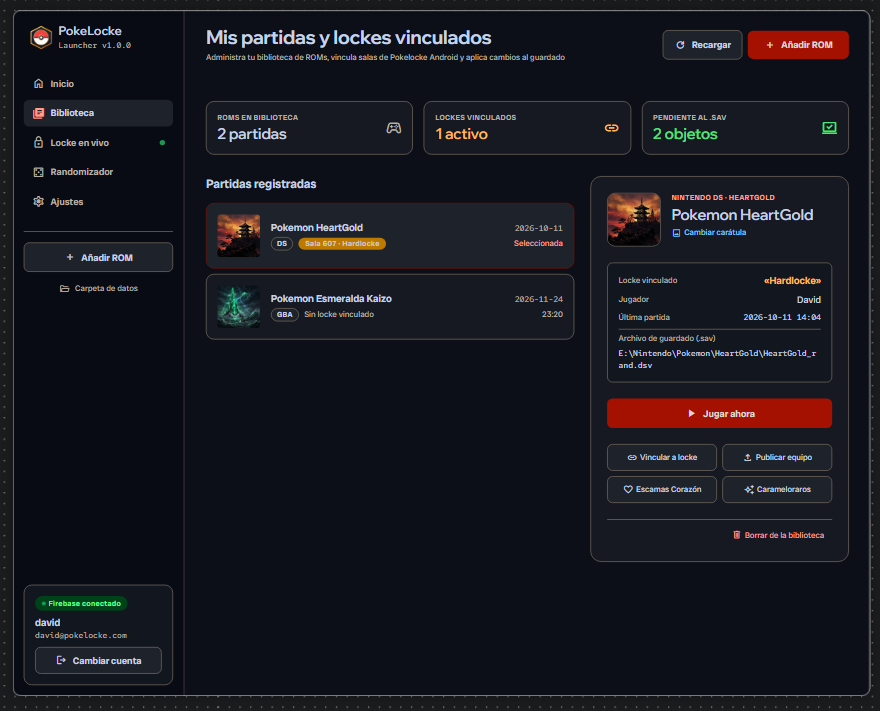 PokeLocke
Launcher v1.0.0
Inicio
Biblioteca
Locke en vivo
Randomizador
Ajustes
+ Añadir ROM
Carpeta de datos
Firebase conectado
david
david@pokelocke.com
Cambiar cuenta
Mis partidas y lockes vinculados
Administra tu biblioteca de ROMs, vincula salas de Pokelocke Android y aplica cambios al guardado
Recargar
+ Añadir ROM
ROMS EN BIBLIOTECA
2 partidas
LOCKES VINCULADOS
1 activo
PENDIENTE AL .SAV
2 objetos
Partidas registradas
Pokemon HeartGold
2026-10-11
DS
Sala 607 · Hardlocke
Seleccionada
Pokemon Esmeralda Kaizo
2026-11-24
GBA
Sin locke vinculado
23:20
NINTENDO DS · HEARTGOLD
Pokemon HeartGold
Cambiar carátula
Locke vinculado
«Hardlocke»
Jugador
David
Última partida
2026-10-11 14:04
Archivo de guardado (.sav)
E:\Nintendo\Pokemon\HeartGold\HeartGold_r
and.dsv
Jugar ahora
Vincular a locke
Publicar equipo
Escamas Corazón
Carameloraros
Borrar de la biblioteca